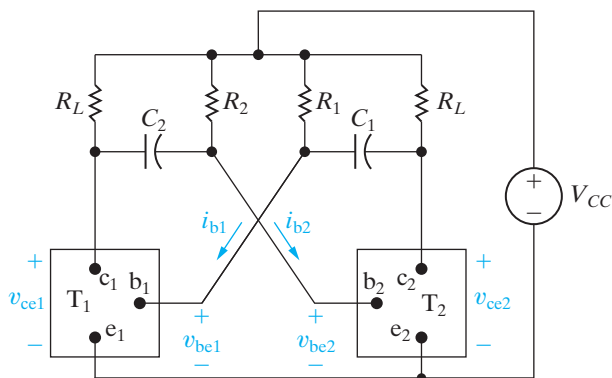 R_L C_2 R_2 R_1 C_1 R_L
+ − V_CC
i_b1 i_b2
+ v_ce1 −
c_1 b_1 T_1 e_1
+ v_be1 −
+ v_be2 −
c_2 b_2 T_2 e_2
+ v_ce2 −